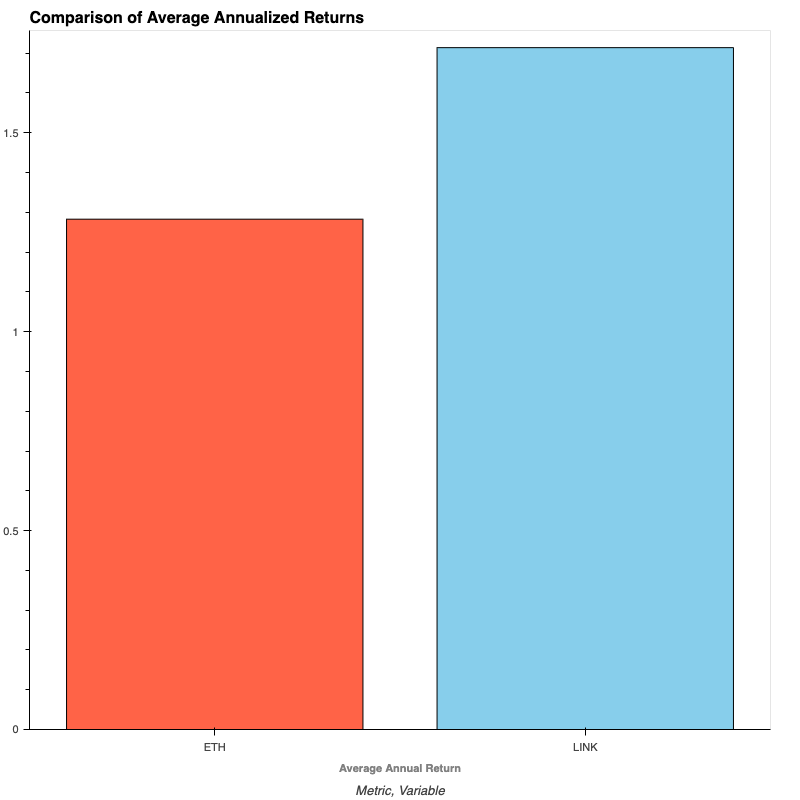 Comparison of Average Annualized Returns
1.5
1
0.5
0
ETH LINK
Average Annual Return
Metric, Variable